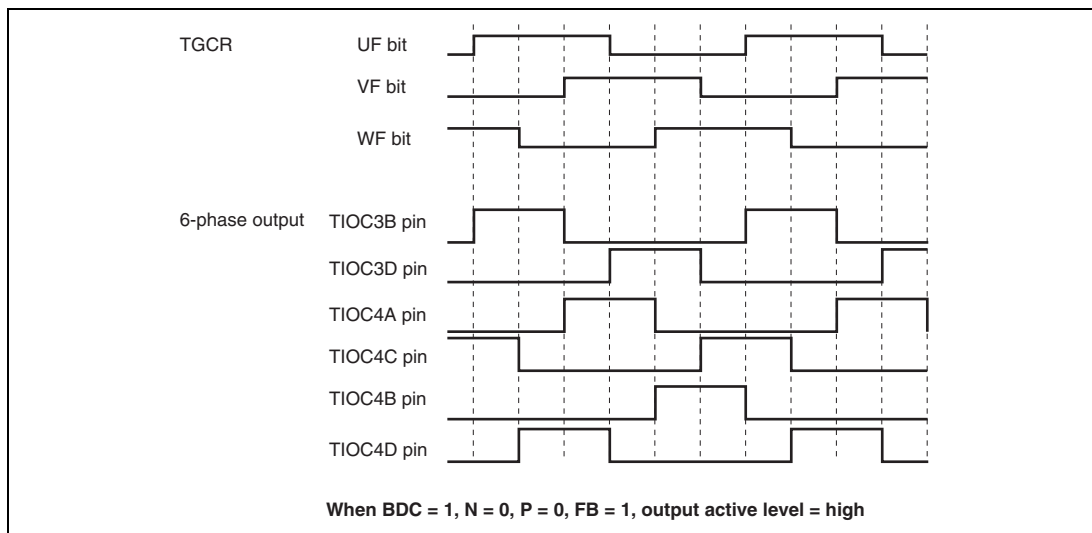 TGCR UF bit
VF bit
WF bit
6-phase output TIOC3B pin
TIOC3D pin
TIOC4A pin
TIOC4C pin
TIOC4B pin
TIOC4D pin
When BDC = 1, N = 0, P = 0, FB = 1, output active level = high